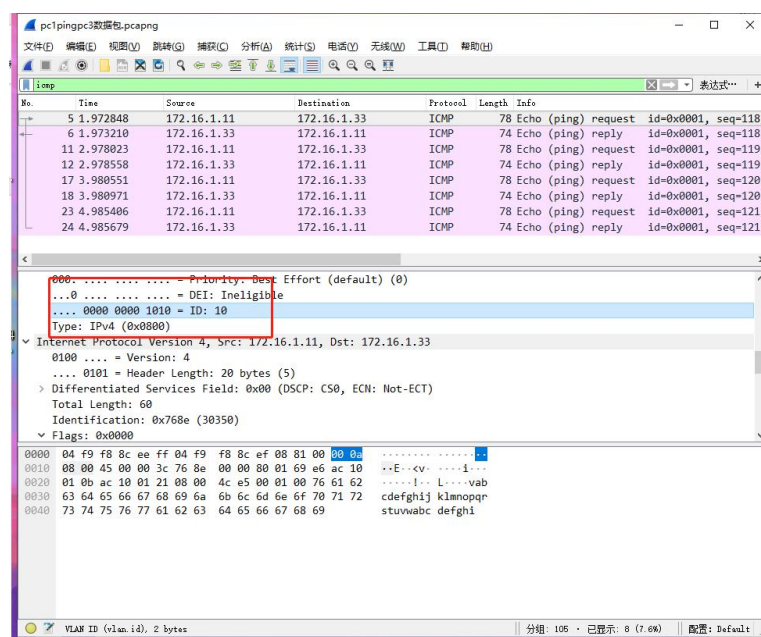 pc1pingpc3数据包.pcapng
文件(F) 编辑(E) 视图(V) 跳转(G) 捕获(C) 分析(A) 统计(S) 电话(Y) 无线(W) 工具(T) 帮助(H)
icmp 表达式…
No. Time Source Destination Protocol Length Info
5 1.972848 172.16.1.11 172.16.1.33 ICMP 78 Echo (ping) request id=0x0001, seq=118
6 1.973210 172.16.1.33 172.16.1.11 ICMP 74 Echo (ping) reply id=0x0001, seq=118
11 2.978023 172.16.1.11 172.16.1.33 ICMP 78 Echo (ping) request id=0x0001, seq=119
12 2.978558 172.16.1.33 172.16.1.11 ICMP 74 Echo (ping) reply id=0x0001, seq=119
17 3.980551 172.16.1.11 172.16.1.33 ICMP 78 Echo (ping) request id=0x0001, seq=120
18 3.980971 172.16.1.33 172.16.1.11 ICMP 74 Echo (ping) reply id=0x0001, seq=120
23 4.985406 172.16.1.11 172.16.1.33 ICMP 78 Echo (ping) request id=0x0001, seq=121
24 4.985679 172.16.1.33 172.16.1.11 ICMP 74 Echo (ping) reply id=0x0001, seq=121
000. .... .... .... = Priority: Best Effort (default) (0)
...0 .... .... .... = DEI: Ineligible
.... 0000 0000 1010 = ID: 10
Type: IPv4 (0x0800)
Internet Protocol Version 4, Src: 172.16.1.11, Dst: 172.16.1.33
0100 .... = Version: 4
.... 0101 = Header Length: 20 bytes (5)
Differentiated Services Field: 0x00 (DSCP: CS0, ECN: Not-ECT)
Total Length: 60
Identification: 0x768e (30350)
Flags: 0x0000
0000 04 f9 f8 8c ee ff 04 f9 f8 8c ef 08 81 00 00 0a ········ ········
0010 08 00 45 00 00 3c 76 8e 00 00 80 01 69 e6 ac 10 ··E··<v· ····i···
0020 01 0b ac 10 01 21 08 00 4c e5 00 01 00 76 61 62 ·····!·· L····vab
0030 63 64 65 66 67 68 69 6a 6b 6c 6d 6e 6f 70 71 72 cdefghij klmnopqr
0040 73 74 75 76 77 61 62 63 64 65 66 67 68 69 stuvwabc defghi
VLAN ID (vlan.id), 2 bytes 分组: 105 · 已显示: 8 (7.6%) 配置: Default